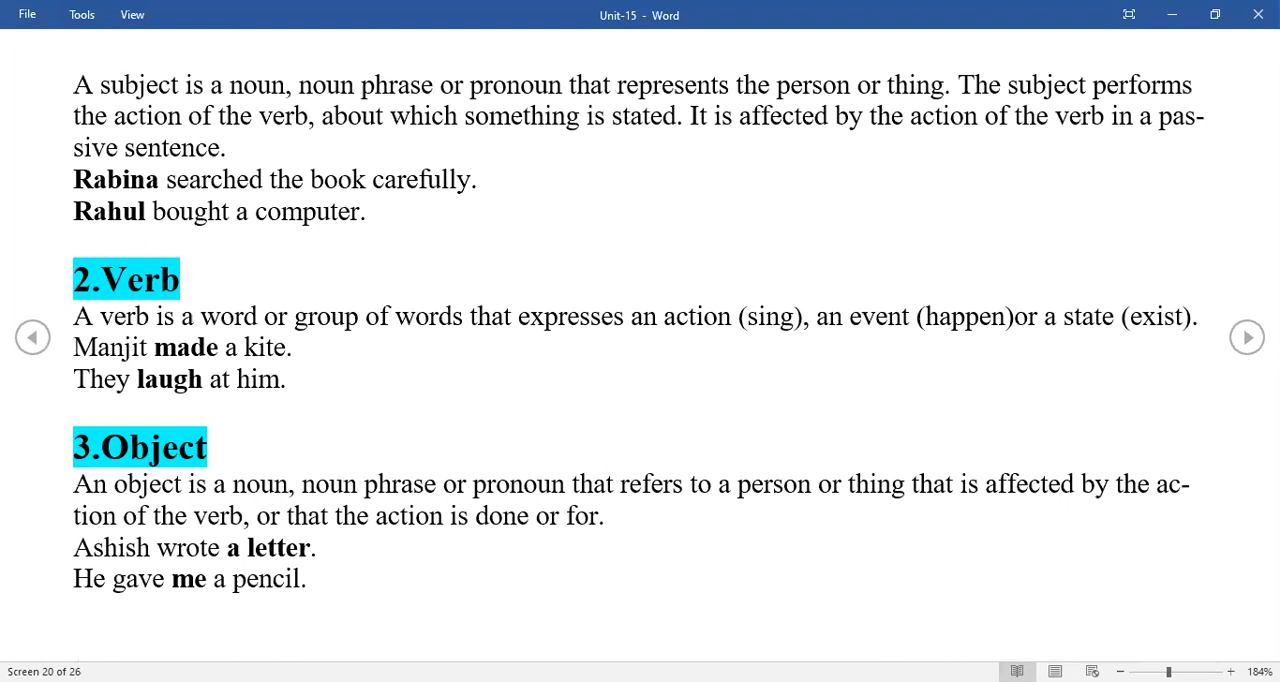 File Tools View Unit-15 - Word
A subject is a noun, noun phrase or pronoun that represents the person or thing. The subject performs
the action of the verb, about which something is stated. It is affected by the action of the verb in a pas-
sive sentence.
Rabina searched the book carefully.
Rahul bought a computer.
2.Verb
A verb is a word or group of words that expresses an action (sing), an event (happen)or a state (exist).
Manjit made a kite.
They laugh at him.
3.Object
An object is a noun, noun phrase or pronoun that refers to a person or thing that is affected by the ac-
tion of the verb, or that the action is done or for.
Ashish wrote a letter.
He gave me a pencil.
Screen 20 of 26 184%